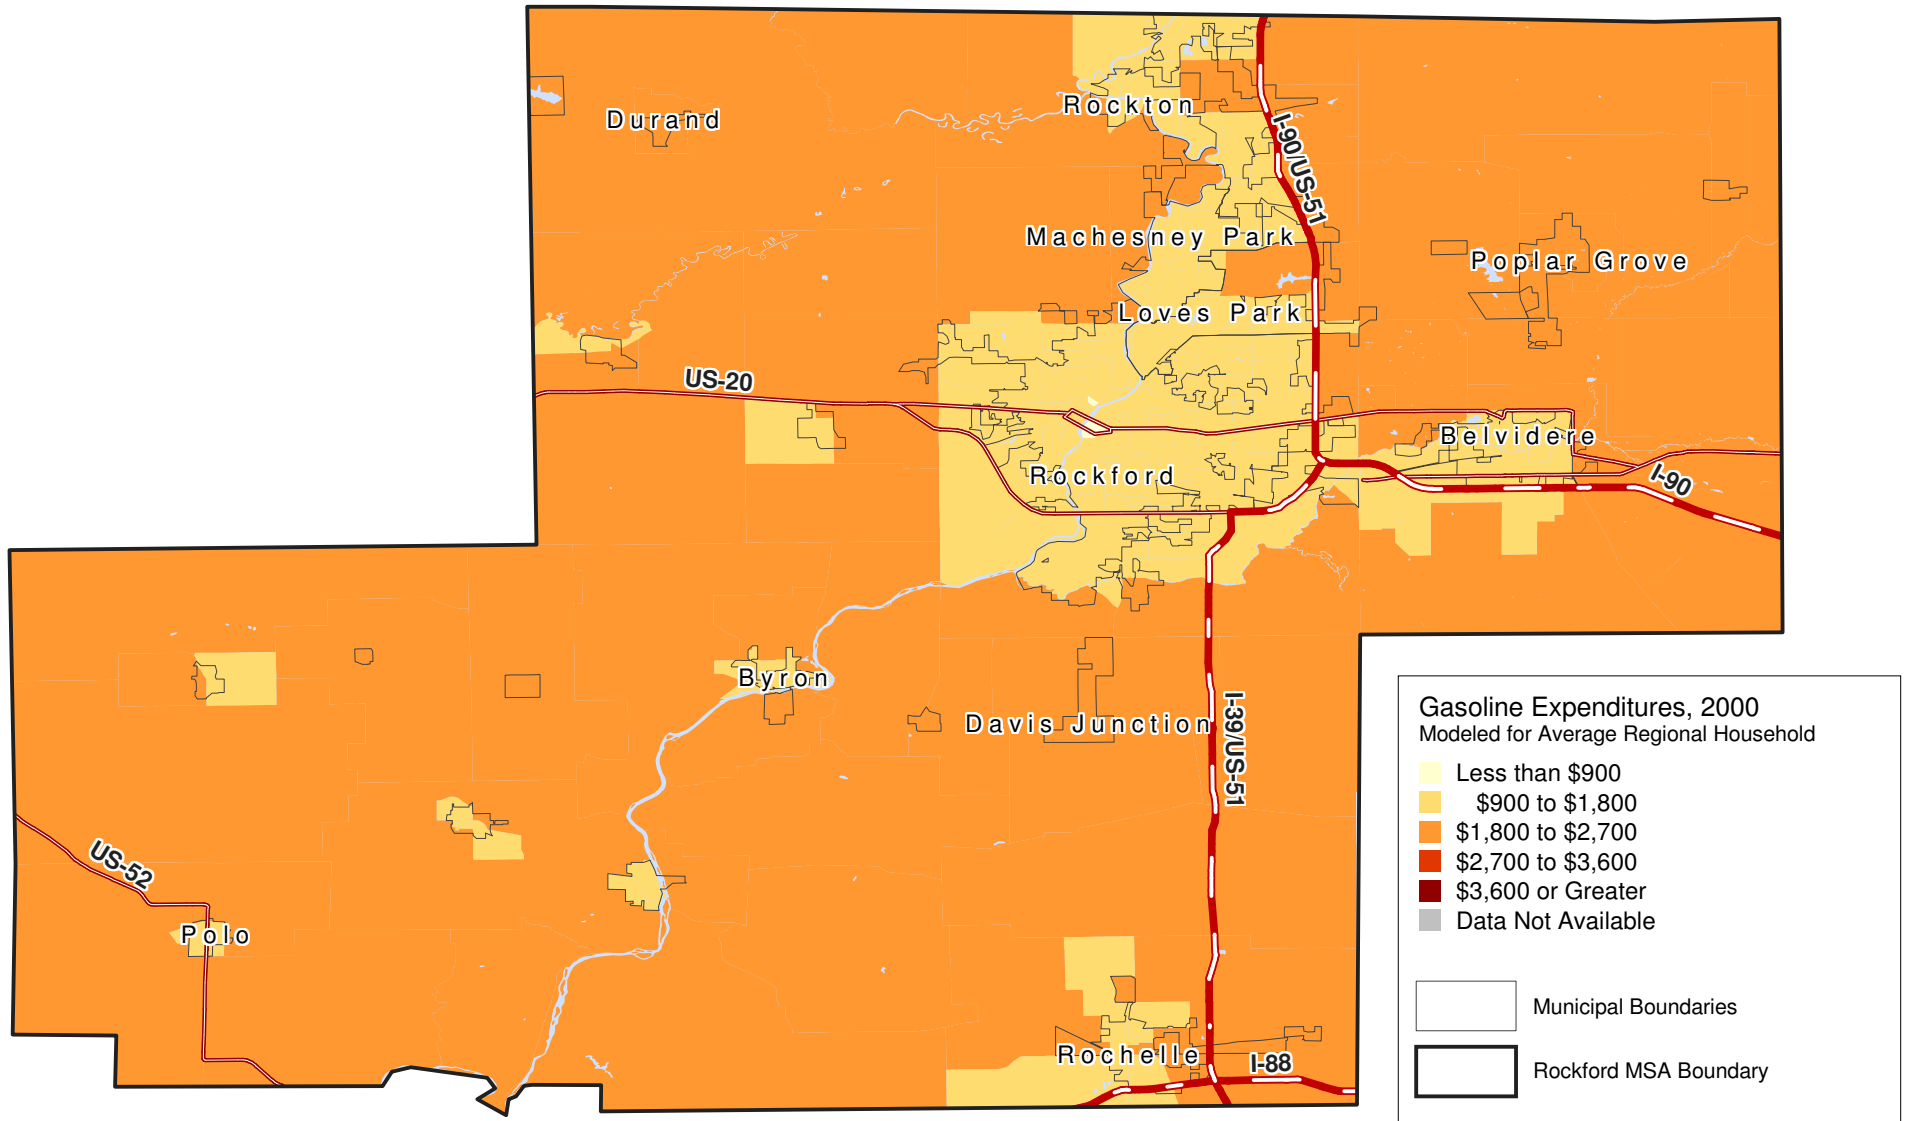 Rockton
Durand
I-90/US-51
Machesney Park
Poplar Grove
Loves Park
US-20
Belvidere
Rockford
I-90
Byron
Davis Junction
I-39/US-51
US-52
Polo
Rochelle
I-88
Gasoline Expenditures, 2000
Modeled for Average Regional Household
Less than $900
$900 to $1,800
$1,800 to $2,700
$2,700 to $3,600
$3,600 or Greater
Data Not Available
Municipal Boundaries
Rockford MSA Boundary